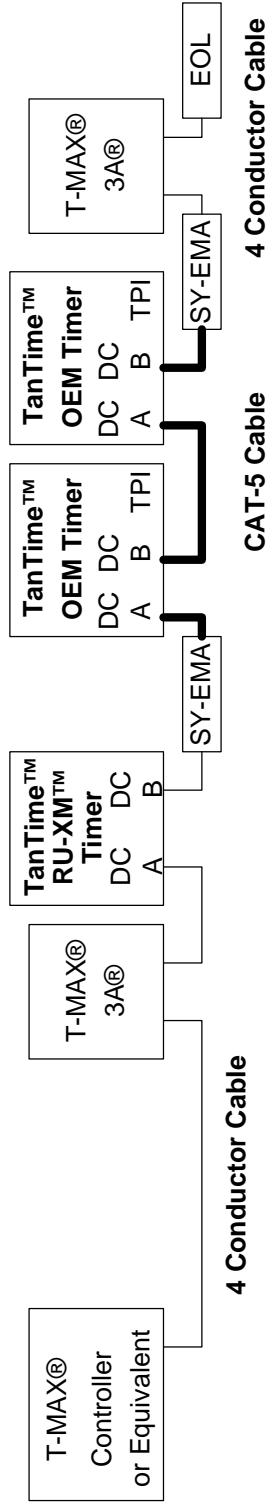 T-MAX®
Controller
or Equivalent
4 Conductor Cable
T-MAX®
3A®
TanTime™
RU-XM™
Timer
DC DC
A B
SY-EMA
TanTime™
OEM Timer
DC DC
A B TPI
TanTime™
OEM Timer
DC DC
A B TPI
CAT-5 Cable
SY-EMA
T-MAX®
3A®
EOL
4 Conductor Cable